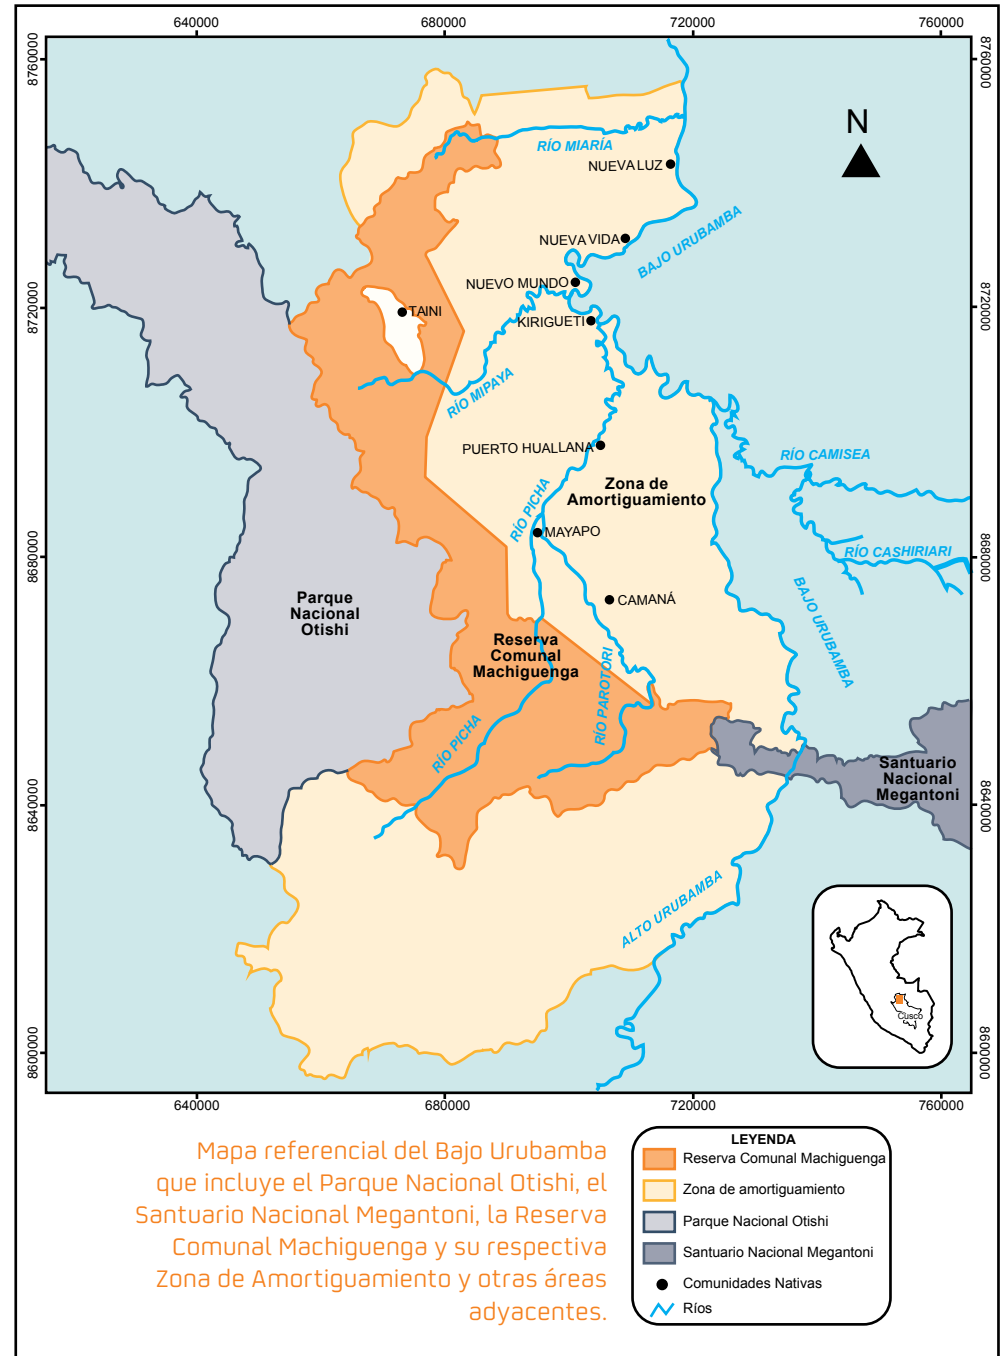 640000
680000
720000
760000
8760000
8760000
N
RÍO MIARÍA
NUEVA LUZ
NUEVA VIDA
BAJO URUBAMBA
NUEVO MUNDO
8720000
8720000
TAINI
KIRIGUETI
RÍO MIPAYA
PUERTO HUALLANA
RÍO CAMISEA
Zona de
Amortiguamiento
RÍO PICHA
MAYAPO
RÍO CASHIRIARI
8680000
8680000
CAMANÁ
BAJO URUBAMBA
Parque
Nacional
Otishi
Reserva
Comunal
Machiguenga
RÍO PAROTORI
RÍO PICHA
Santuario
Nacional
Megantoni
8640000
8640000
ALTO URUBAMBA
Cusco
8600000
8600000
640000
680000
720000
760000
Mapa referencial del Bajo Urubamba
que incluye el Parque Nacional Otishi, el
Santuario Nacional Megantoni, la Reserva
Comunal Machiguenga y su respectiva
Zona de Amortiguamiento y otras áreas
adyacentes.
LEYENDA
Reserva Comunal Machiguenga
Zona de amortiguamiento
Parque Nacional Otishi
Santuario Nacional Megantoni
Comunidades Nativas
Ríos